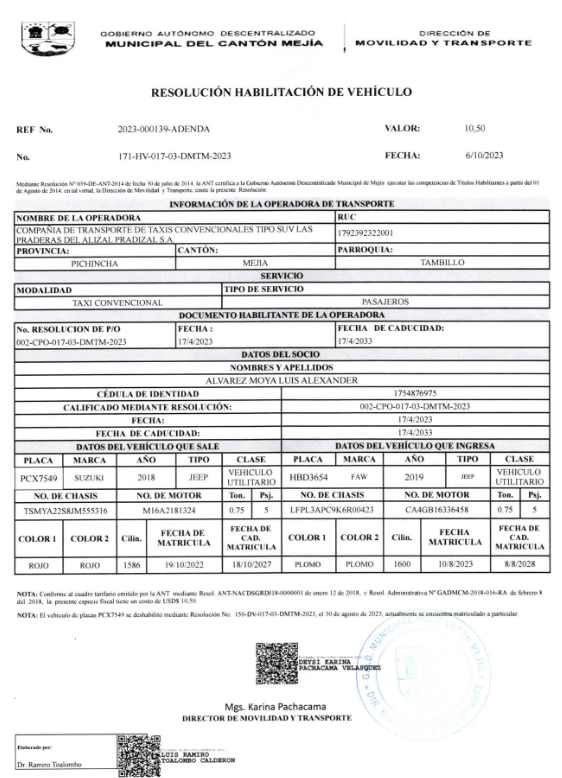 GOBIERNO AUTÓNOMO DESCENTRALIZADO
MUNICIPAL DEL CANTÓN MEJÍA
DIRECCIÓN DE
MOVILIDAD Y TRANSPORTE
RESOLUCIÓN HABILITACIÓN DE VEHÍCULO
REF No. 2023-000139-ADENDA VALOR: 10,50
No. 171-HV-017-03-DMTM-2023 FECHA: 6/10/2023
Mediante Resolución Nº 039-DE-ANT-2014 de fecha 30 de julio de 2014, la ANT certifica a Gobierno Autónomo Descentralizado Municipal de Mejía ejecutar las competencias de Títulos Habilitantes a partir del 01
de Agosto de 2014, en tal virtud, la Dirección de Movilidad y Transporte, emite la presente Resolución:
INFORMACIÓN DE LA OPERADORA DE TRANSPORTE
NOMBRE DE LA OPERADORA RUC
COMPAÑIA DE TRANSPORTE DE TAXIS CONVENCIONALES TIPO SUV LAS
PRADERAS DEL ALIZAL PRADIZAL S.A. 1792392322001
PROVINCIA: CANTÓN: PARROQUIA:
PICHINCHA MEJIA TAMBILLO
SERVICIO
MODALIDAD TIPO DE SERVICIO
TAXI CONVENCIONAL PASAJEROS
DOCUMENTO HABILITANTE DE LA OPERADORA
No. RESOLUCION DE P/O FECHA : FECHA DE CADUCIDAD:
002-CPO-017-03-DMTM-2023 17/4/2023 17/4/2033
DATOS DEL SOCIO
NOMBRES Y APELLIDOS
ALVAREZ MOYA LUIS ALEXANDER
CÉDULA DE IDENTIDAD 1754876975
CALIFICADO MEDIANTE RESOLUCIÓN: 002-CPO-017-03-DMTM-2023
FECHA: 17/4/2023
FECHA DE CADUCIDAD: 17/4/2033
DATOS DEL VEHÍCULO QUE SALE DATOS DEL VEHÍCULO QUE INGRESA
PLACA MARCA AÑO TIPO CLASE PLACA MARCA AÑO TIPO CLASE
PCX7549 SUZUKI 2018 JEEP VEHICULO UTILITARIO HBD3654 FAW 2019 JEEP VEHICULO UTILITARIO
NO. DE CHASIS NO. DE MOTOR Ton. Psj. NO. DE CHASIS NO. DE MOTOR Ton. Psj.
TSMYA22S8JM555316 M16A2181324 0.75 5 LFPL3APC9K6R00423 CA4GB16336458 0.75 5
COLOR 1 COLOR 2 Cilin. FECHA DE MATRICULA FECHA DE CAD. MATRICULA COLOR 1 COLOR 2 Cilin. FECHA DE MATRICULA FECHA DE CAD. MATRICULA
ROJO ROJO 1586 19/10/2022 18/10/2027 PLOMO PLOMO 1600 10/8/2023 8/8/2028
NOTA: Conforme al cuadro tarifario emitido por la ANT mediante Resol. ANT-NACDSGRDI18-0000001 de enero 12 de 2018, y Resol Administrativa Nº GADMCM-2018-016-RA de febrero 8
del 2018, la presente especie fiscal tiene un costo de USD$ 10,50.
NOTA: El vehículo de placas PCX7549 se deshabilitó mediante Resolución No. 150-DV-017-03-DMTM-2023, el 30 de agosto de 2023, actualmente se encuentra matriculado a particular
DEYSI KARINA
PACHACAMA VELASQUEZ
Mgs. Karina Pachacama
DIRECTOR DE MOVILIDAD Y TRANSPORTE
Elaborado por:
Dr. Ramiro Toalombo
LUIS RAMIRO
TOALOMBO CALDERON